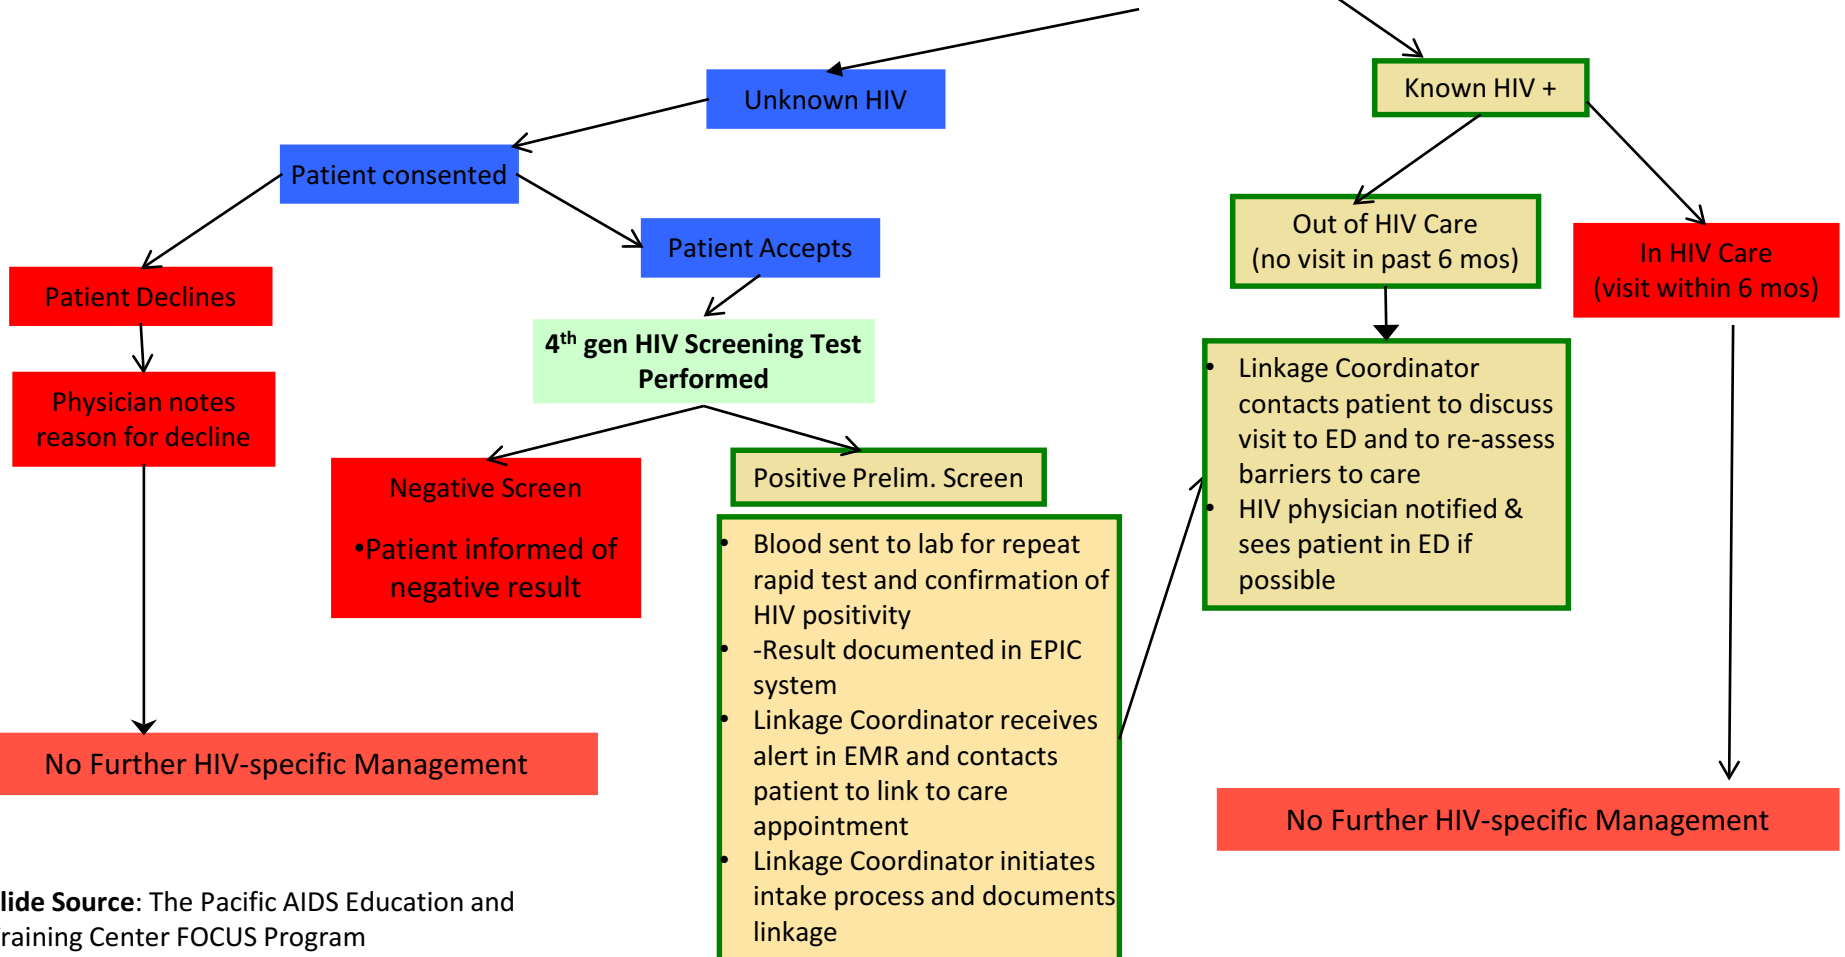 Unknown HIV
Known HIV +
Patient consented
Patient Accepts
Out of HIV Care
(no visit in past 6 mos)
In HIV Care
(visit within 6 mos)
Patient Declines
4th gen HIV Screening Test
Performed
Physician notes
reason for decline
• Linkage Coordinator
contacts patient to discuss
visit to ED and to re-assess
barriers to care
• HIV physician notified &
sees patient in ED if
possible
Negative Screen
•Patient informed of
negative result
Positive Prelim. Screen
• Blood sent to lab for repeat
rapid test and confirmation of
HIV positivity
• -Result documented in EPIC
system
• Linkage Coordinator receives
alert in EMR and contacts
patient to link to care
appointment
• Linkage Coordinator initiates
intake process and documents
linkage
No Further HIV-specific Management
No Further HIV-specific Management
lide Source: The Pacific AIDS Education and
raining Center FOCUS Program